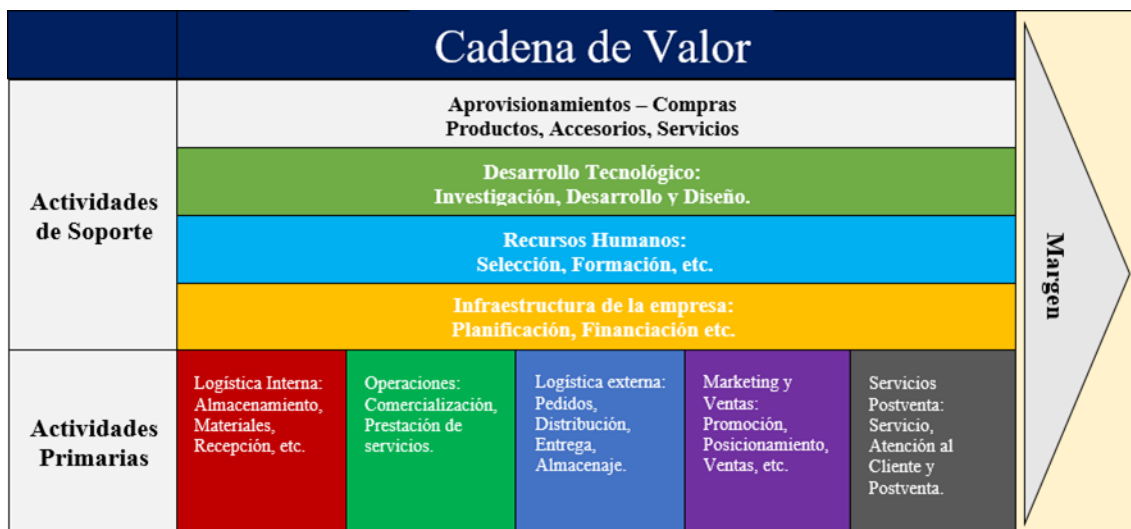 Cadena de Valor
Actividades
de Soporte
Aprovisionamientos – Compras
Productos, Accesorios, Servicios
Desarrollo Tecnológico:
Investigación, Desarrollo y Diseño.
Recursos Humanos:
Selección, Formación, etc.
Infraestructura de la empresa:
Planificación, Financiación etc.
Actividades
Primarias
Logística Interna:
Almacenamiento,
Materiales,
Recepción, etc.
Operaciones:
Comercialización,
Prestación de
servicios.
Logística externa:
Pedidos,
Distribución,
Entrega,
Almacenaje.
Marketing y
Ventas:
Promoción,
Posicionamiento,
Ventas, etc.
Servicios
Postventa:
Servicio,
Atención al
Cliente y
Postventa.
Margen